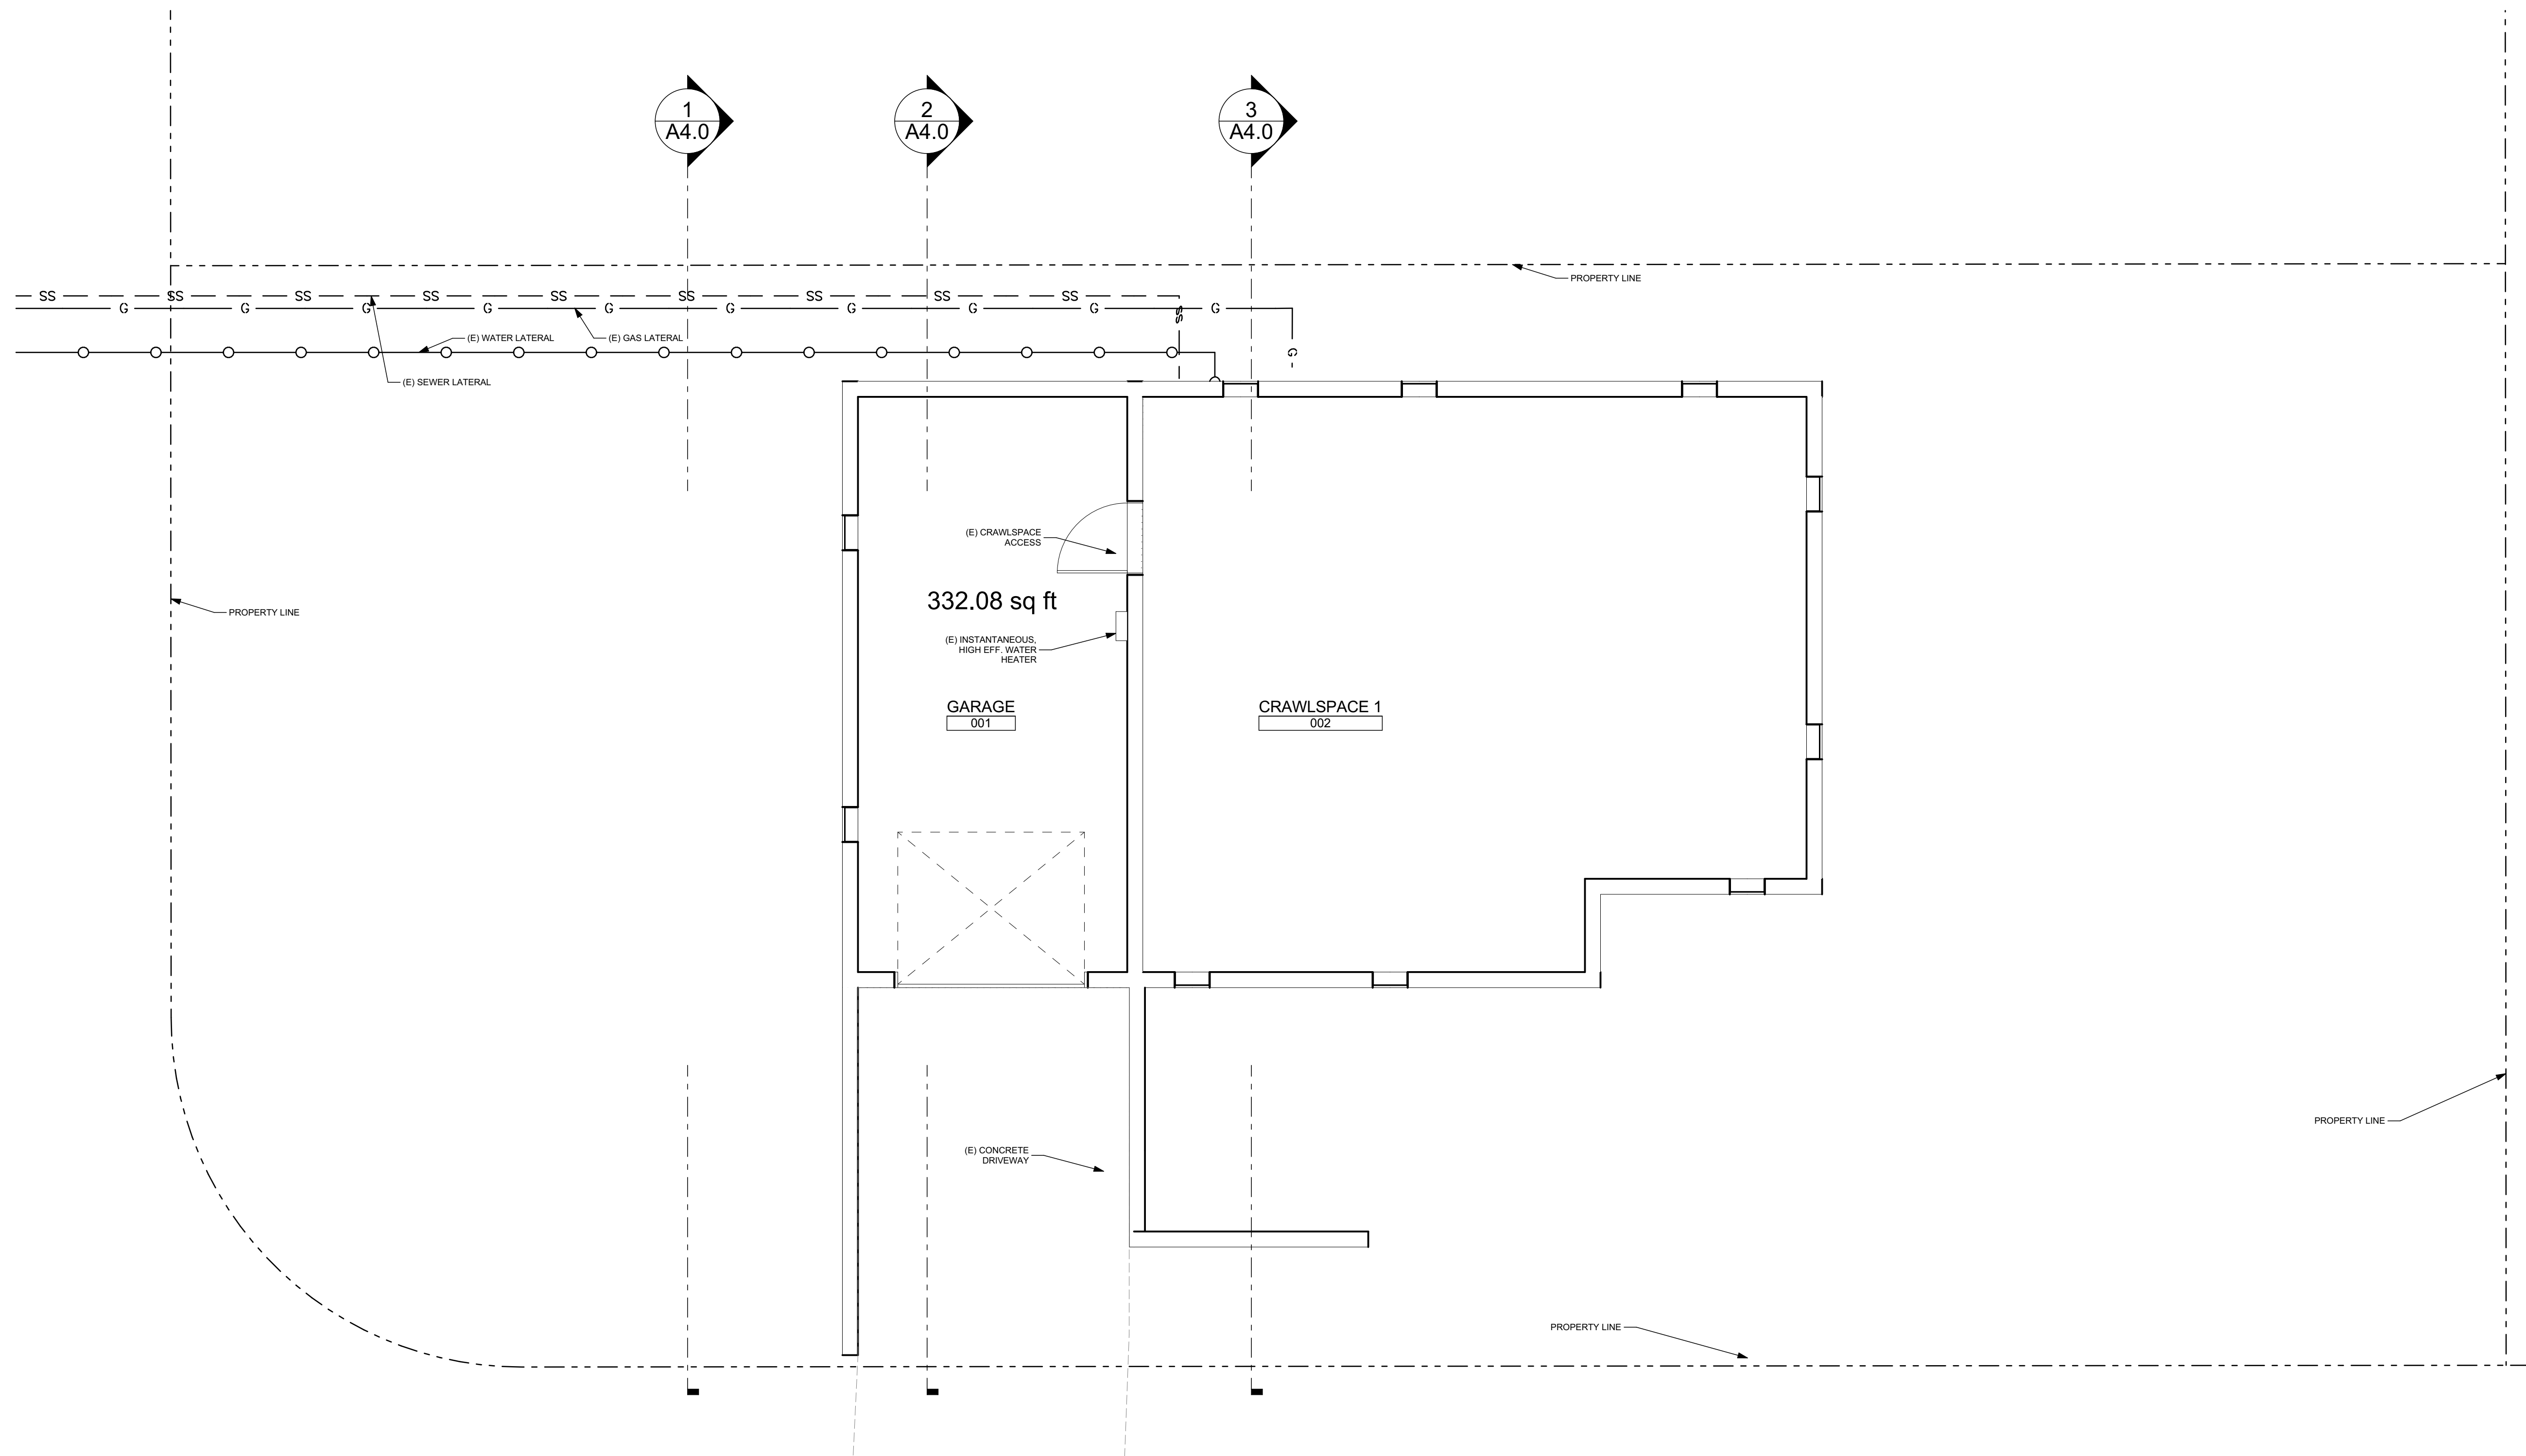 1
A4.0
2
A4.0
3
A4.0
PROPERTY LINE
SS SS SS SS SS SS SS SS SS
SS
G G G G G G G G G G
G
(E) WATER LATERAL
(E) GAS LATERAL
(E) SEWER LATERAL
(E) CRAWLSPACE
ACCESS
332.08 sq ft
PROPERTY LINE
(E) INSTANTANEOUS,
HIGH EFF. WATER
HEATER
GARAGE
001
CRAWLSPACE 1
002
PROPERTY LINE
(E) CONCRETE
DRIVEWAY
PROPERTY LINE